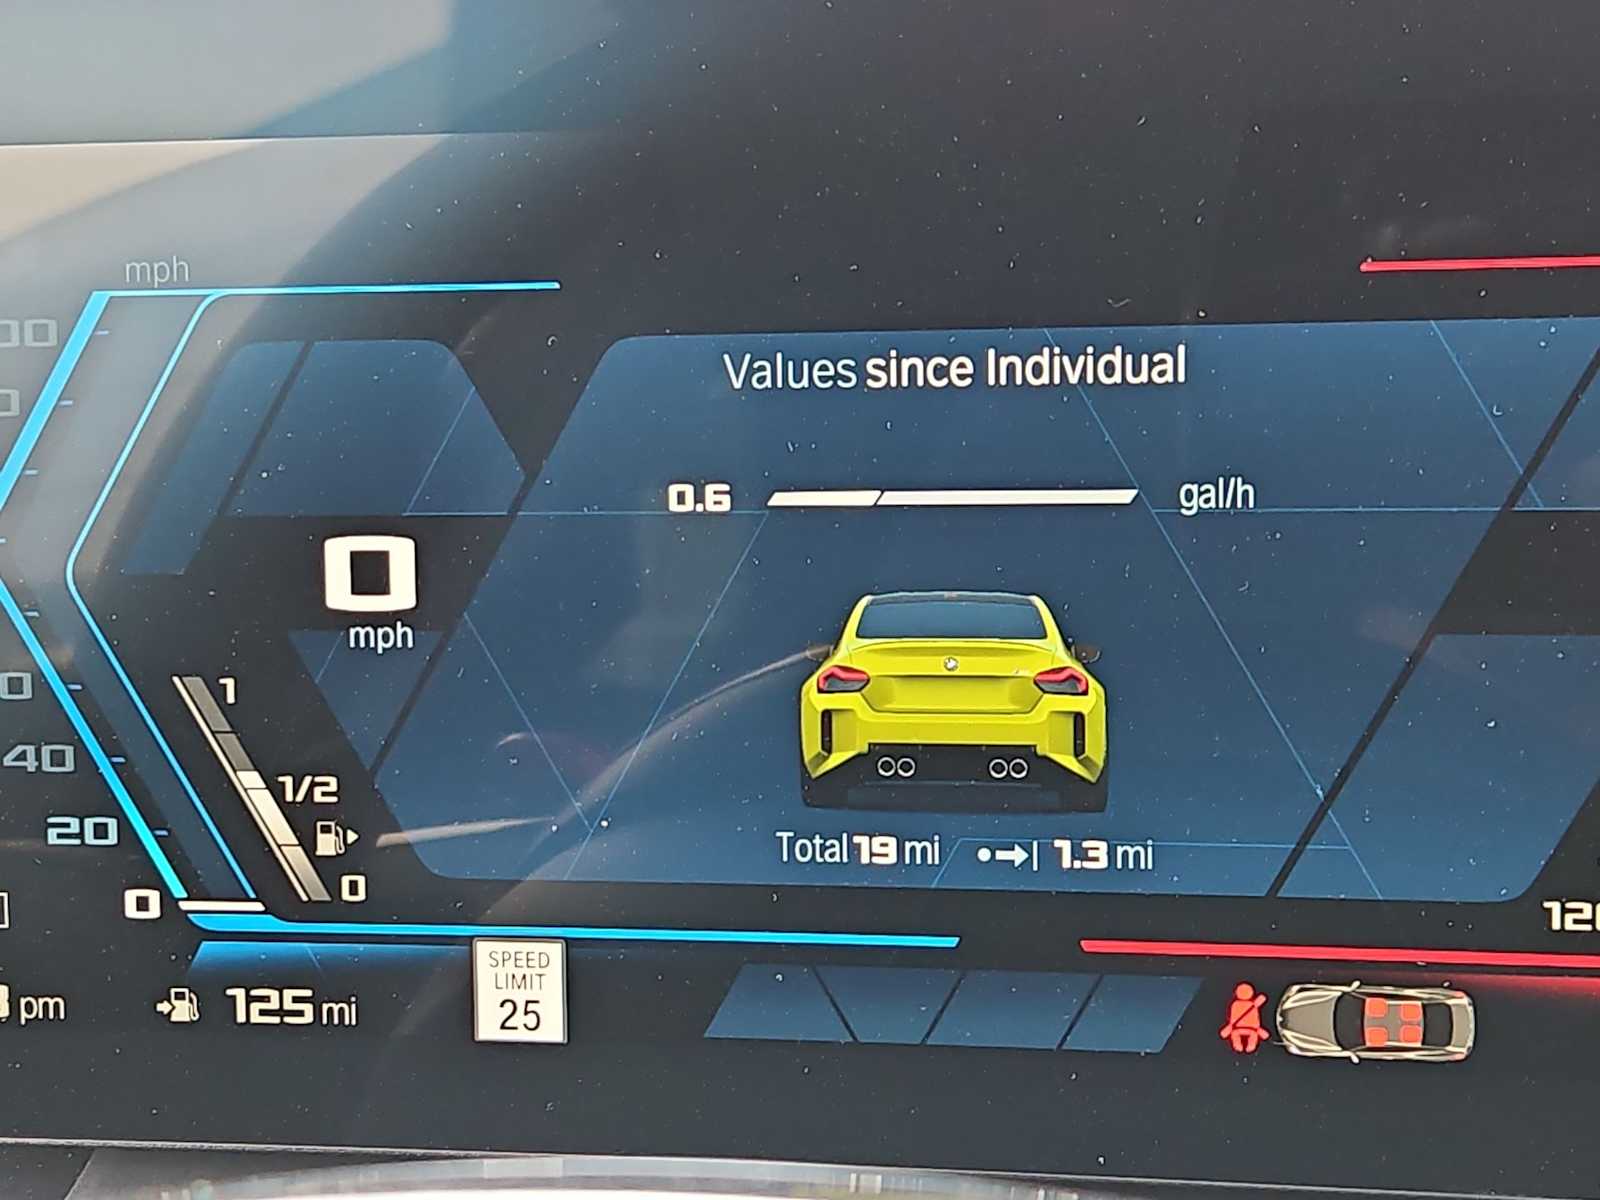 mph
Values since Individual
0.6 gal/h
0
mph
1
1/2
0
40
20
0
Total 19 mi 1.3 mi
pm
125 mi
SPEED
LIMIT
25